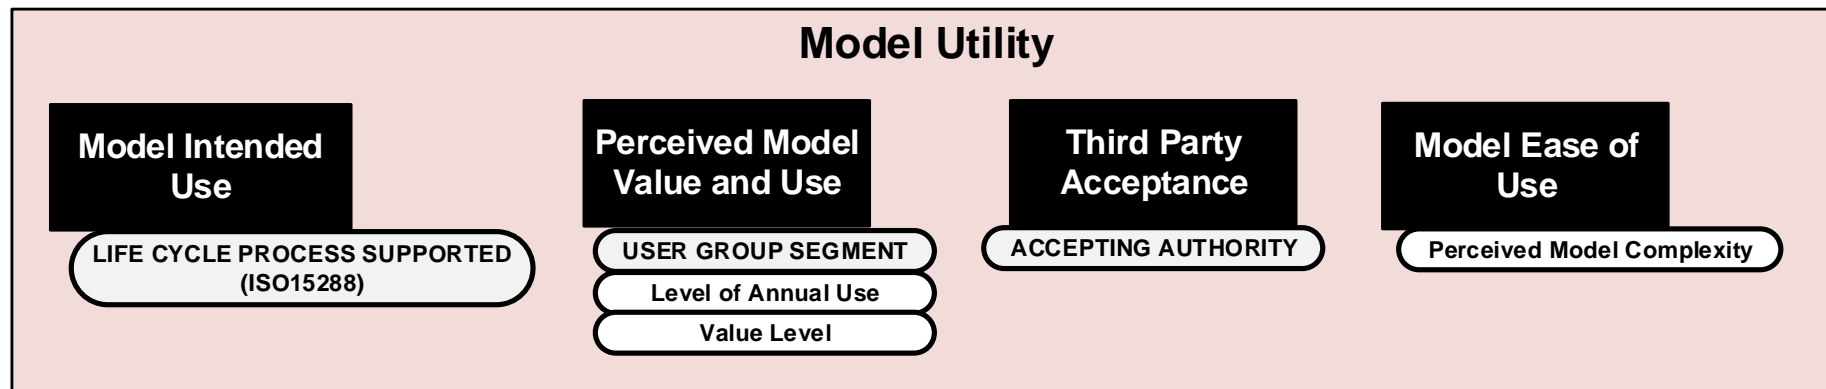 Model Utility
Model Intended
Use
LIFE CYCLE PROCESS SUPPORTED
(ISO15288)
Perceived Model
Value and Use
USER GROUP SEGMENT
Level of Annual Use
Value Level
Third Party
Acceptance
ACCEPTING AUTHORITY
Model Ease of
Use
Perceived Model Complexity